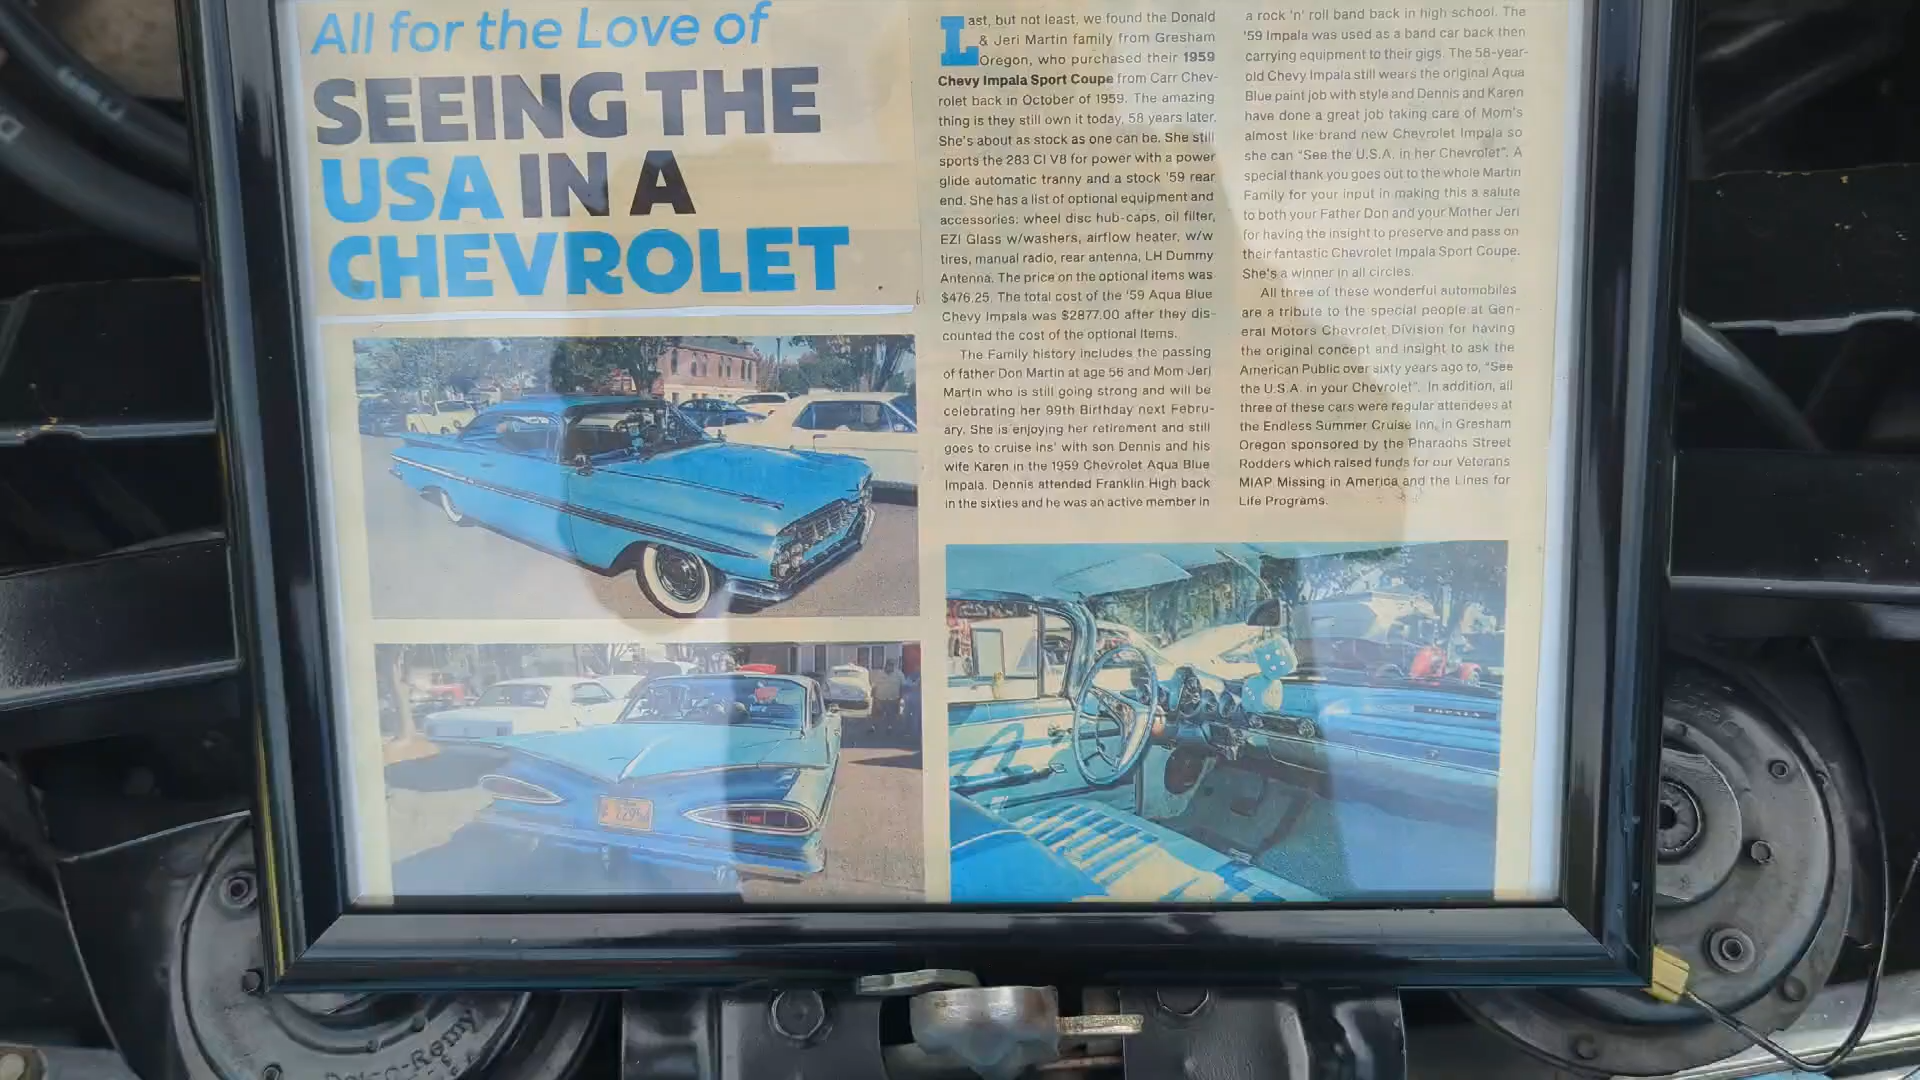 All for the Love of
SEEING THE
USA IN A
CHEVROLET
Last, but not least, we found the Donald
& Jeri Martin family from Gresham
Oregon, who purchased their 1959
Chevy Impala Sport Coupe from Carr Chev-
rolet back in October of 1959. The amazing
thing is they still own it today, 58 years later.
She's about as stock as one can be. She still
sports the 283 CI V8 for power with a power
glide automatic tranny and a stock '59 rear
end. She has a list of optional equipment and
accessories: wheel disc hub-caps, oil filter,
EZI Glass w/washers, airflow heater, w/w
tires, manual radio, rear antenna, LH Dummy
Antenna. The price on the optional items was
$476.25. The total cost of the '59 Aqua Blue
Chevy Impala was $2877.00 after they dis-
counted the cost of the optional items.
The Family history includes the passing
of father Don Martin at age 56 and Mom Jeri
Martin who is still going strong and will be
celebrating her 99th Birthday next Febru-
ary. She is enjoying her retirement and still
goes to cruise ins' with son Dennis and his
wife Karen in the 1959 Chevrolet Aqua Blue
Impala. Dennis attended Franklin High back
in the sixties and he was an active member in
a rock 'n' roll band back in high school. The
'59 Impala was used as a band car back then
carrying equipment to their gigs. The 58-year-
old Chevy Impala still wears the original Aqua
Blue paint job with style and Dennis and Karen
have done a great job taking care of Mom's
almost like brand new Chevrolet Impala so
she can "See the U.S.A. in her Chevrolet". A
special thank you goes out to the whole Martin
Family for your input in making this a salute
to both your Father Don and your Mother Jeri
for having the insight to preserve and pass on
their fantastic Chevrolet Impala Sport Coupe.
She's a winner in all circles.
All three of these wonderful automobiles
are a tribute to the special people at Gen-
eral Motors Chevrolet Division for having
the original concept and insight to ask the
American Public over sixty years ago to, "See
the U.S.A. in your Chevrolet". In addition, all
three of these cars were regular attendees at
the Endless Summer Cruise Inn, in Gresham
Oregon sponsored by the Pharaohs Street
Rodders which raised funds for our Veterans
MIAP Missing in America and the Lines for
Life Programs.
IMPALA
Delco-Remy